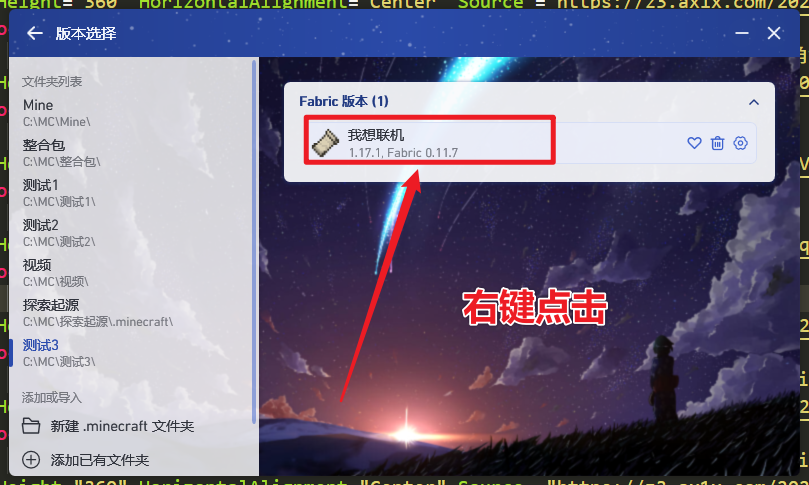 Height="360" HorizontalAlignment="Center" Source="https://z3.ax1x.com/202
版本选择
文件夹列表
Mine
C:\MC\Mine\
整合包
C:\MC\整合包\
测试1
C:\MC\测试1\
测试2
C:\MC\测试2\
视频
C:\MC\视频\
探索起源
C:\MC\探索起源\.minecraft\
测试3
C:\MC\测试3\
添加或导入
新建 .minecraft 文件夹
添加已有文件夹
Fabric 版本 (1)
我想联机
1.17.1, Fabric 0.11.7
右键点击
Height="360" HorizontalAlignment="Center" Source="https://z3.ax1x.com/202